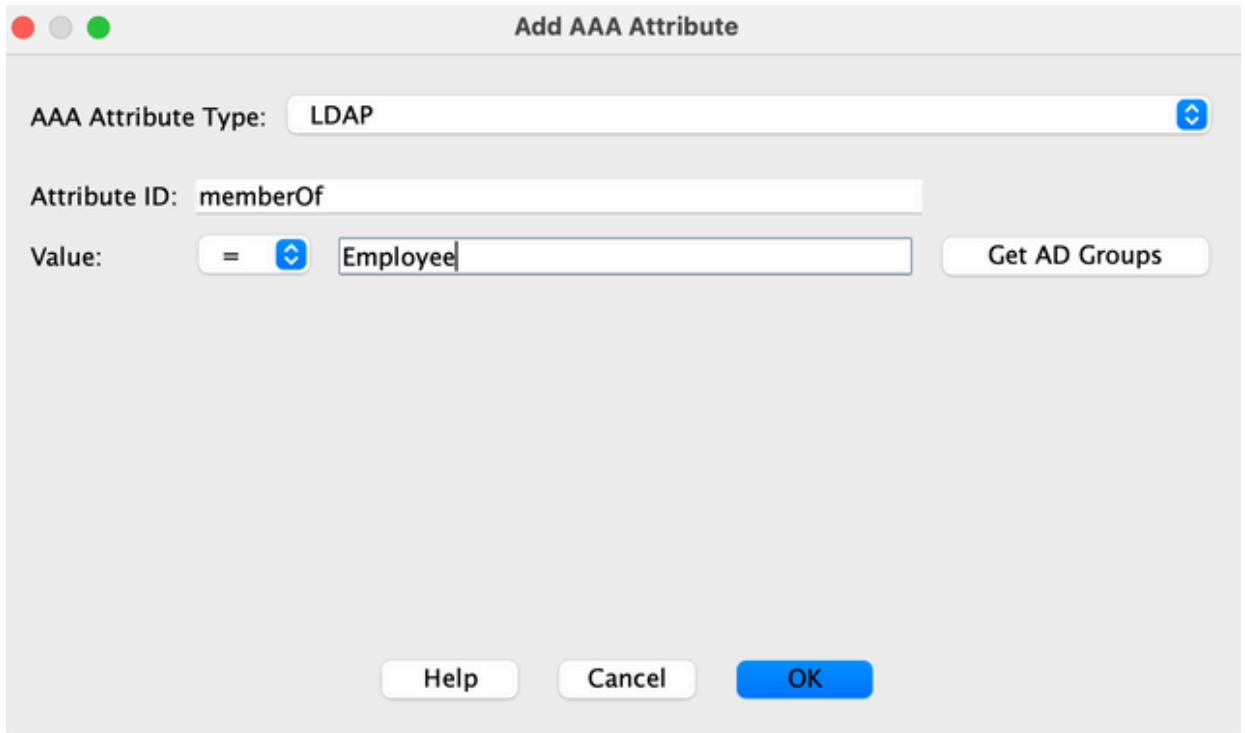 Add AAA Attribute
AAA Attribute Type: LDAP
Attribute ID: memberOf
Value: = Employee Get AD Groups
Help Cancel OK